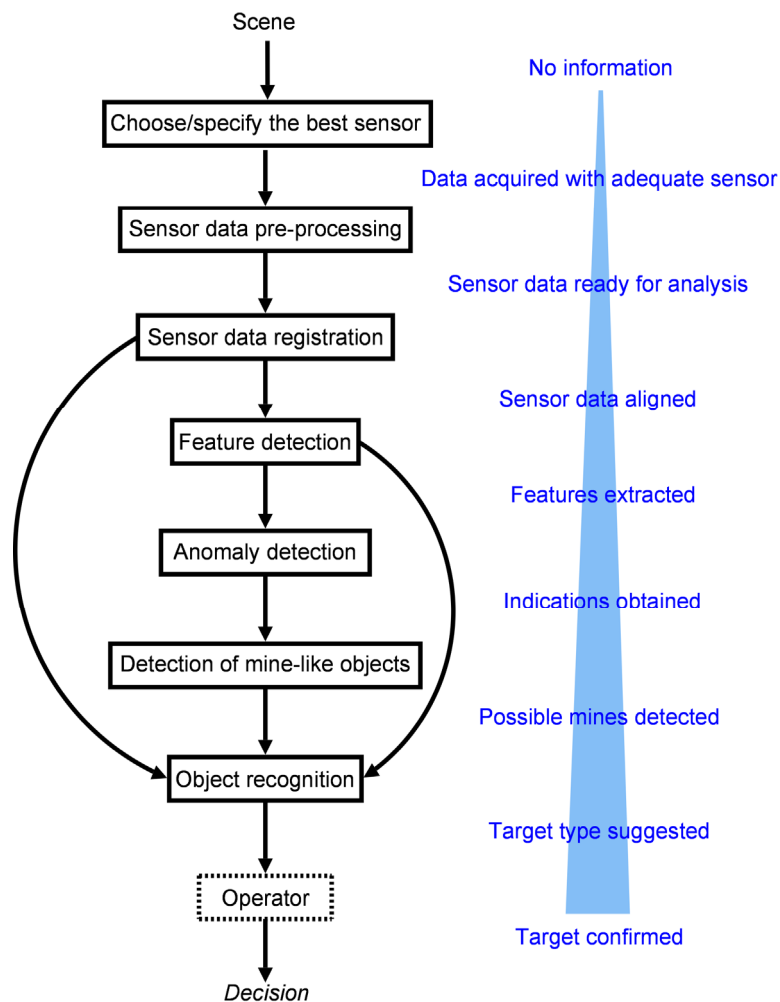 Scene
Choose/specify the best sensor
Sensor data pre-processing
Sensor data registration
Feature detection
Anomaly detection
Detection of mine-like objects
Object recognition
Operator
Decision
No information
Data acquired with adequate sensor
Sensor data ready for analysis
Sensor data aligned
Features extracted
Indications obtained
Possible mines detected
Target type suggested
Target confirmed